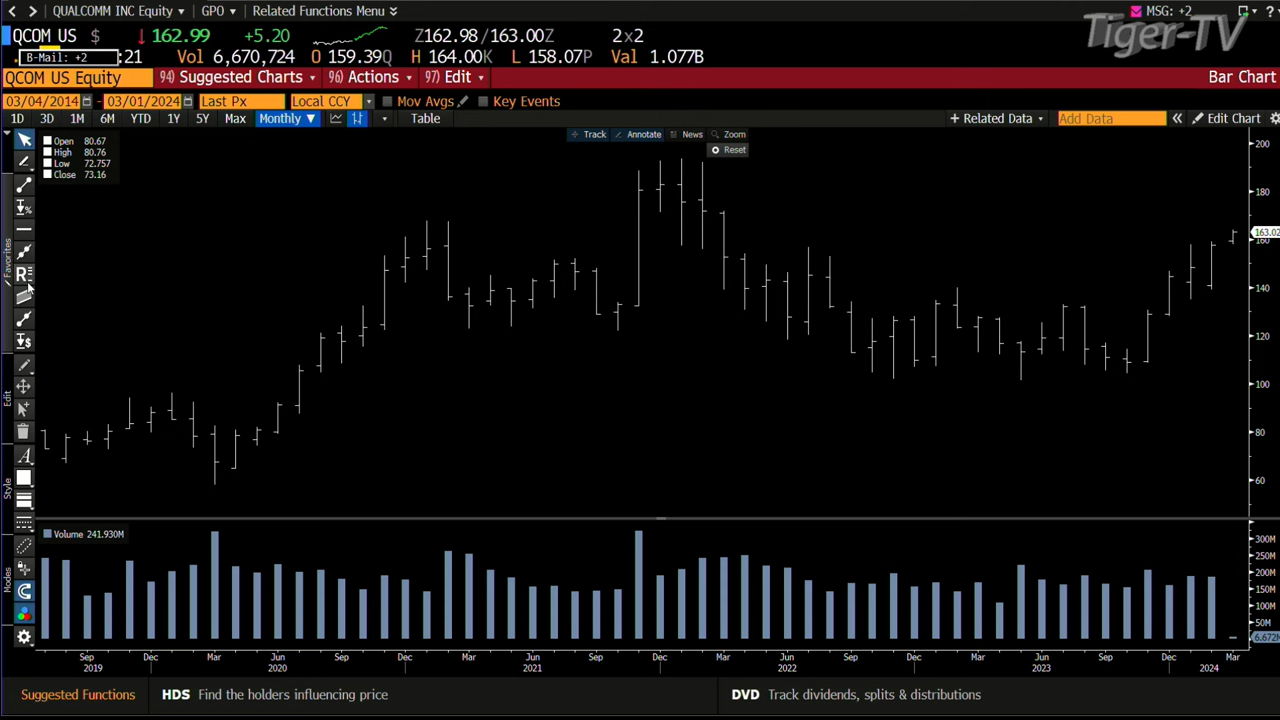 QUALCOMM INC Equity GPO Related Functions Menu MSG: +2 ?
Tiger-TV
QCOM US $ 162.99 +5.20 Z162.98/163.00Z 2x2
B-Mail: +2 :21 Vol 6,670,724 O 159.39Q H 164.00K L 158.07P Val 1.077B
QCOM US Equity 94) Suggested Charts 96) Actions 97) Edit Bar Chart
03/04/2014 - 03/01/2024 Last Px Local CCY Mov Avgs Key Events
1D 3D 1M 6M YTD 1Y 5Y Max Monthly ▼ Table + Related Data Add Data « Edit Chart
Track Annotate News Zoom
Reset
Open 80.67
High 80.76
Low 72.757
Close 73.16
200
180
163.02
160
140
120
100
80
60
Favorites
Edit
Style
Modes
Volume 241.930M
300M
250M
200M
150M
100M
50M
6.672M
Sep Dec Mar Jun Sep Dec Mar Jun Sep Dec Mar Jun Sep Dec Mar Jun Sep Dec Mar
2019 2020 2021 2022 2023 2024
Suggested Functions HDS Find the holders influencing price DVD Track dividends, splits & distributions